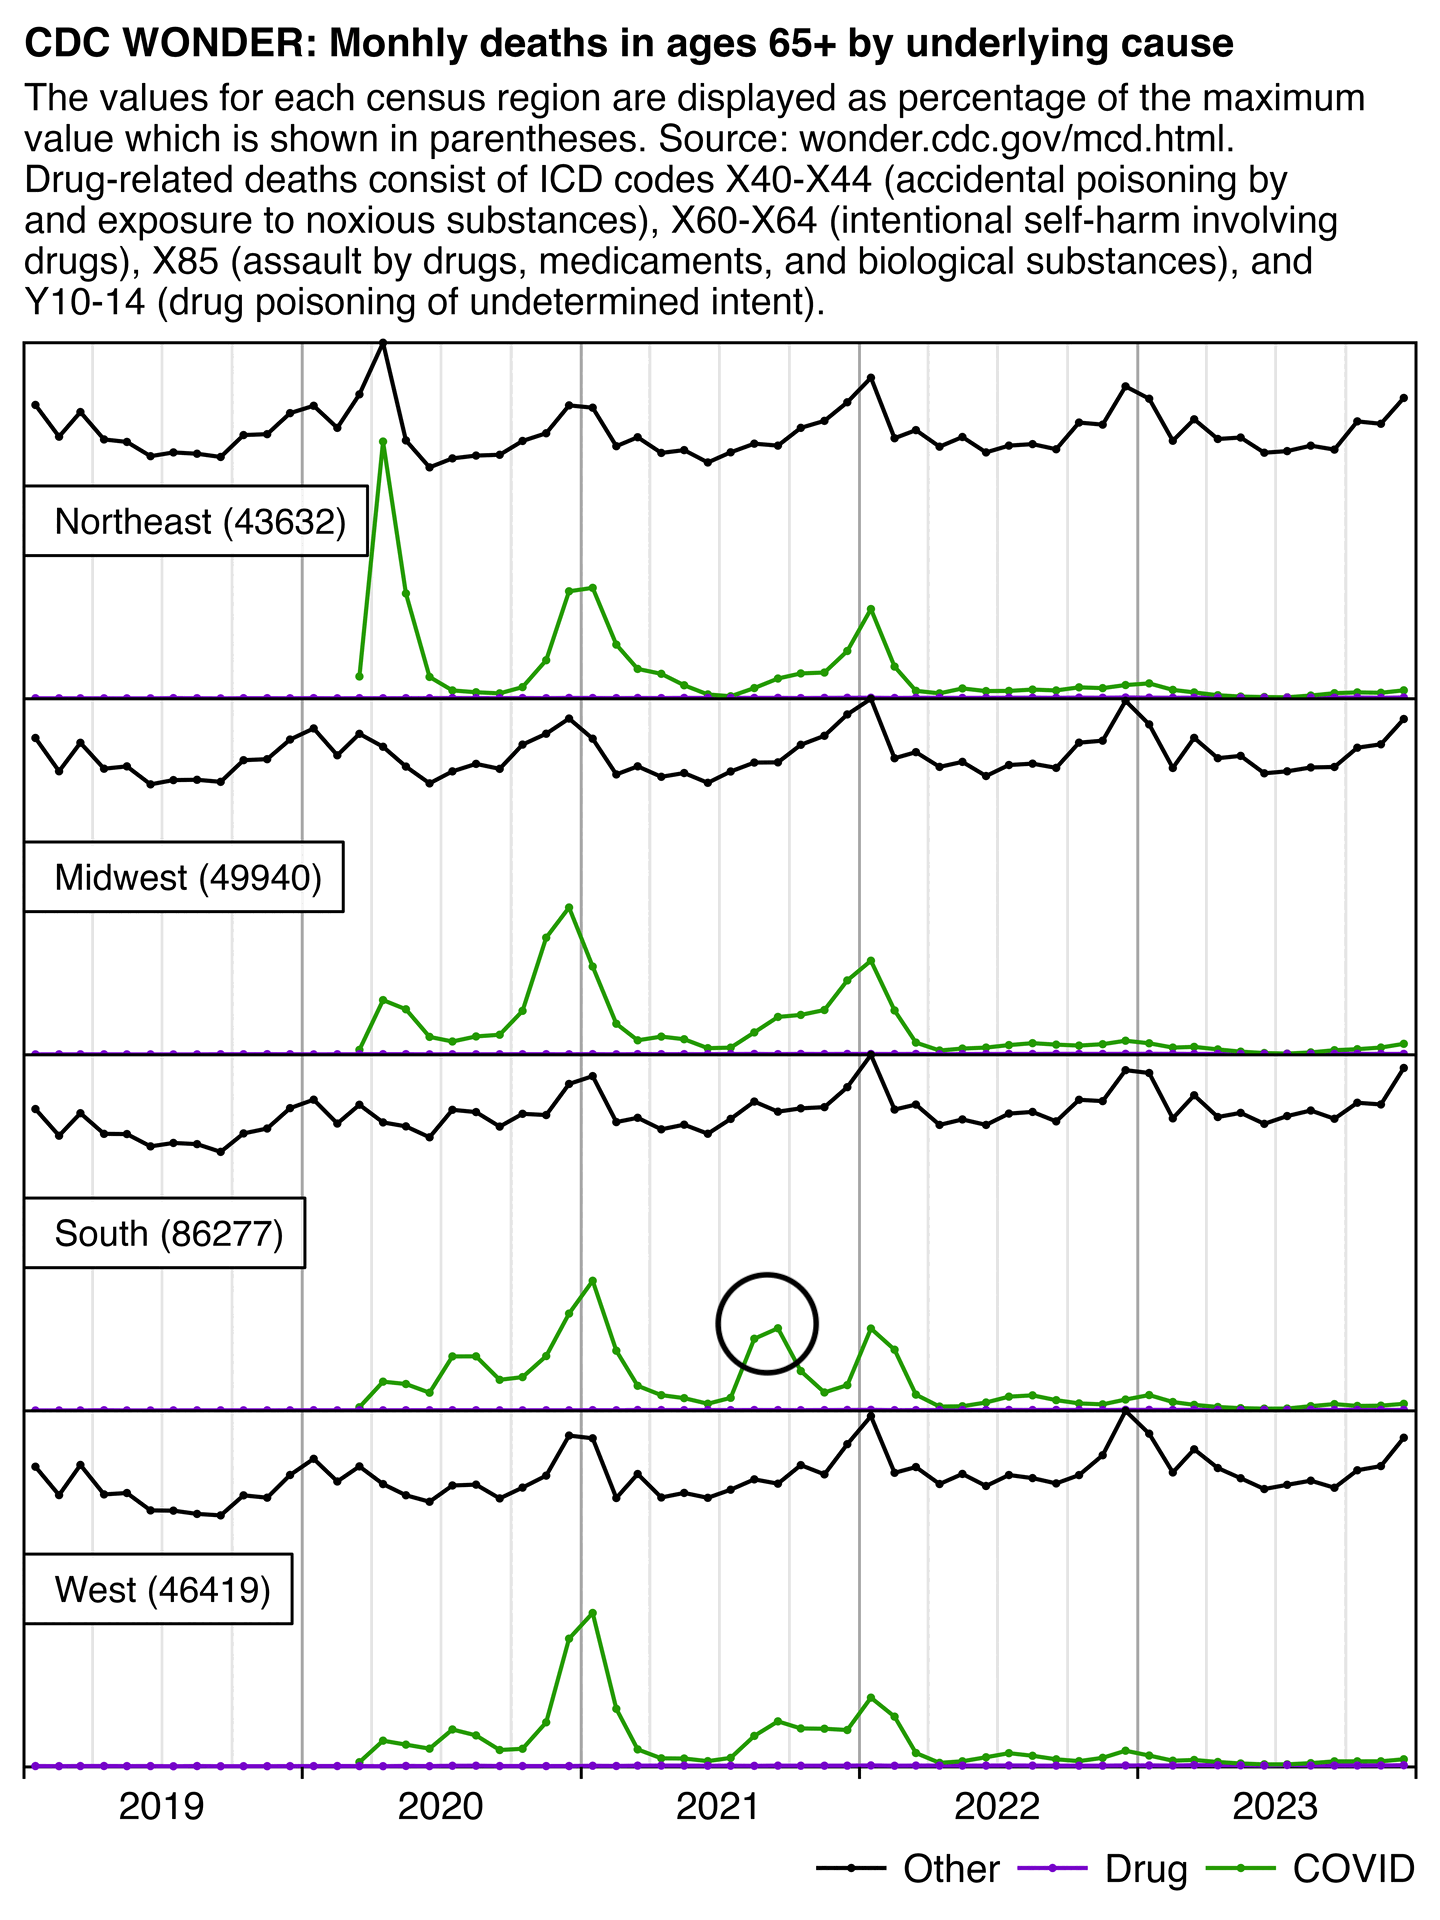 CDC WONDER: Monhly deaths in ages 65+ by underlying cause
The values for each census region are displayed as percentage of the maximum
value which is shown in parentheses. Source: wonder.cdc.gov/mcd.html.
Drug-related deaths consist of ICD codes X40-X44 (accidental poisoning by
and exposure to noxious substances), X60-X64 (intentional self-harm involving
drugs), X85 (assault by drugs, medicaments, and biological substances), and
Y10-14 (drug poisoning of undetermined intent).
Northeast (43632)
Midwest (49940)
South (86277)
West (46419)
2019 2020 2021 2022 2023
Other Drug COVID